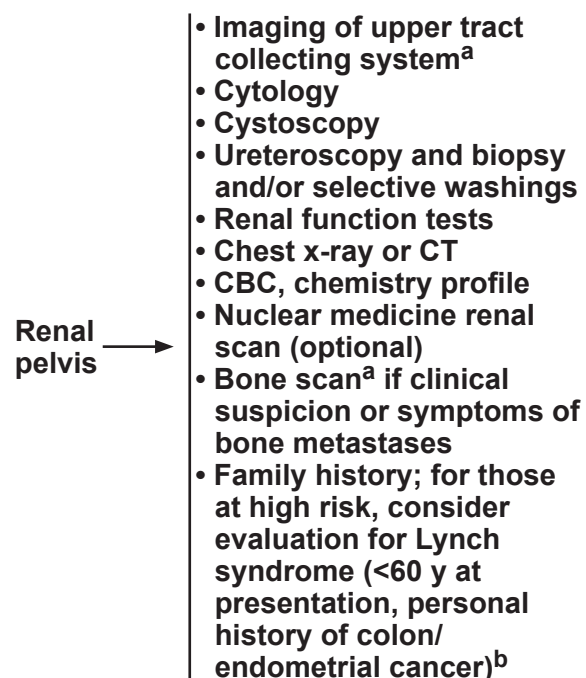 Renal
pelvis
• Imaging of upper tract
collecting systemᵃ
• Cytology
• Cystoscopy
• Ureteroscopy and biopsy
and/or selective washings
• Renal function tests
• Chest x-ray or CT
• CBC, chemistry profile
• Nuclear medicine renal
scan (optional)
• Bone scanᵃ if clinical
suspicion or symptoms of
bone metastases
• Family history; for those
at high risk, consider
evaluation for Lynch
syndrome (<60 y at
presentation, personal
history of colon/
endometrial cancer)ᵇ